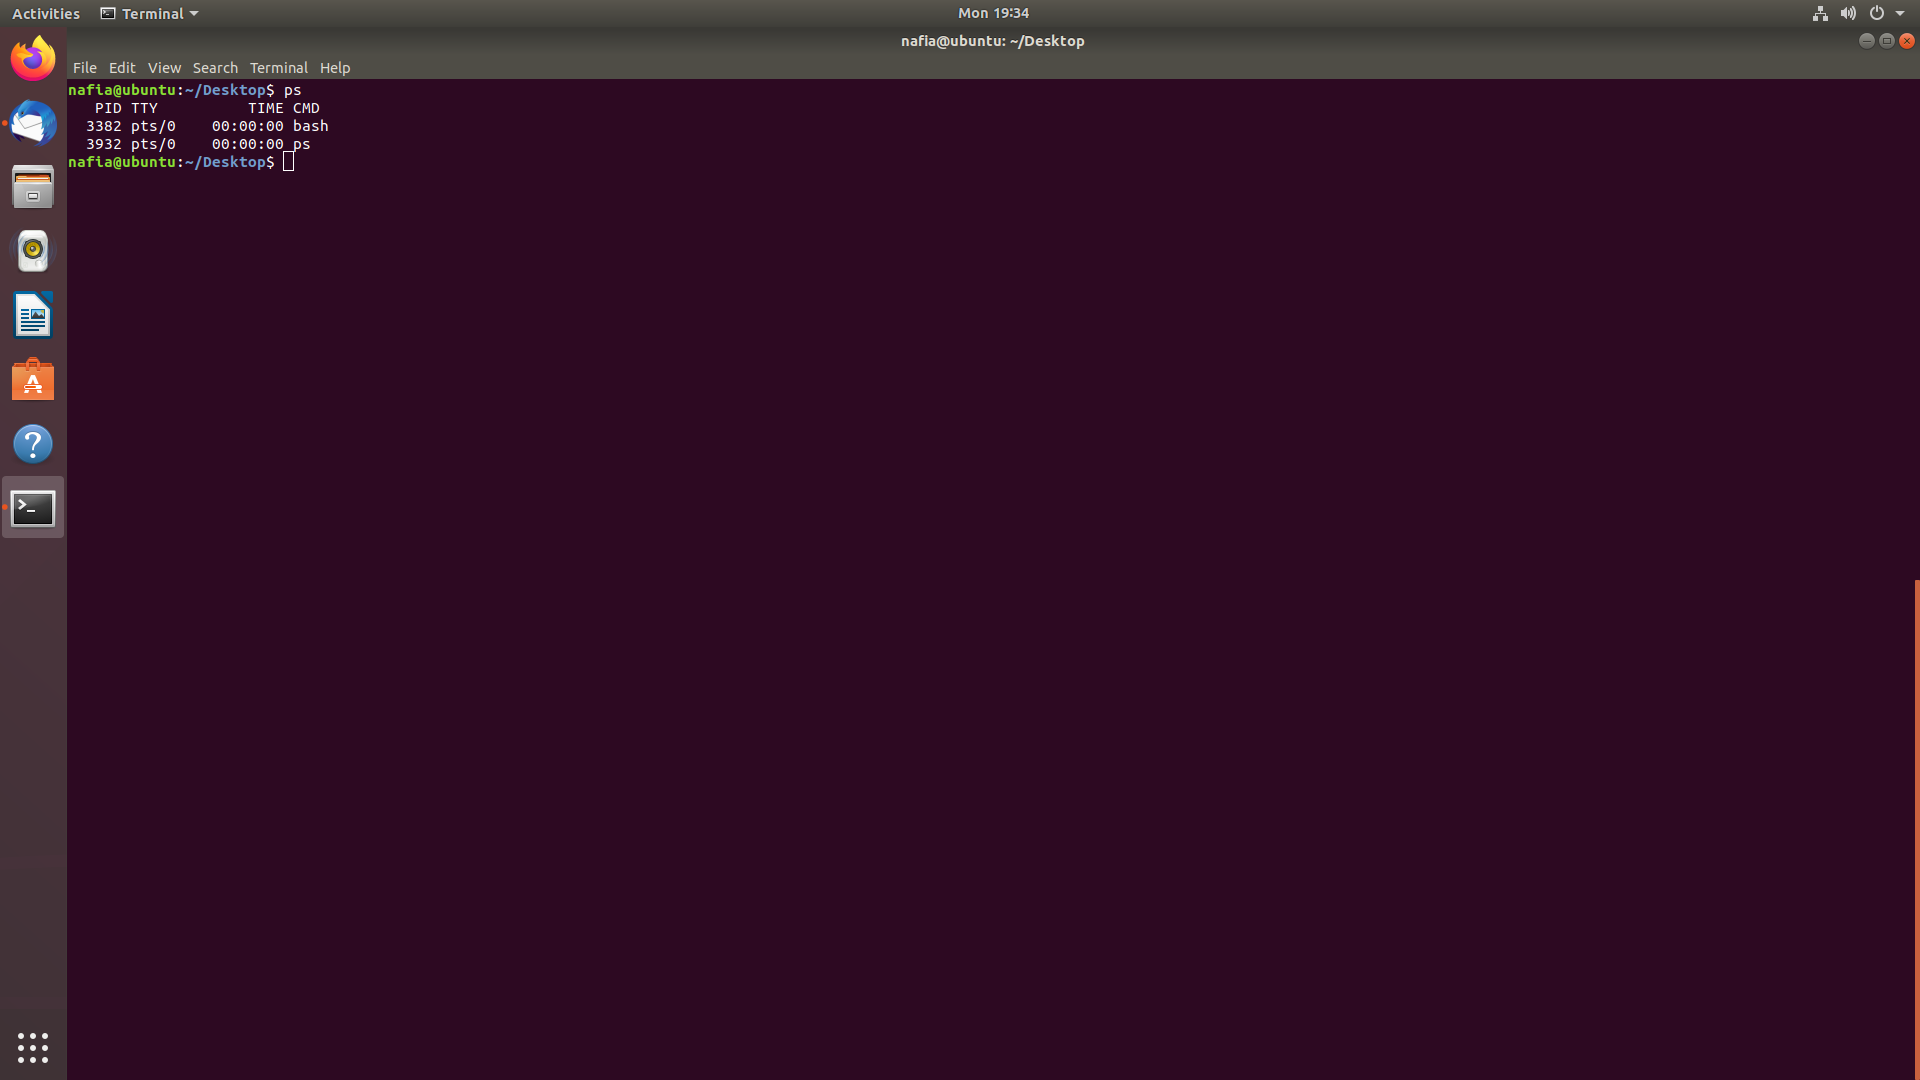 Activities Terminal Mon 19:34
nafia@ubuntu: ~/Desktop
File Edit View Search Terminal Help
nafia@ubuntu:~/Desktop$ ps
   PID TTY          TIME CMD
  3382 pts/0    00:00:00 bash
  3932 pts/0    00:00:00 ps
nafia@ubuntu:~/Desktop$